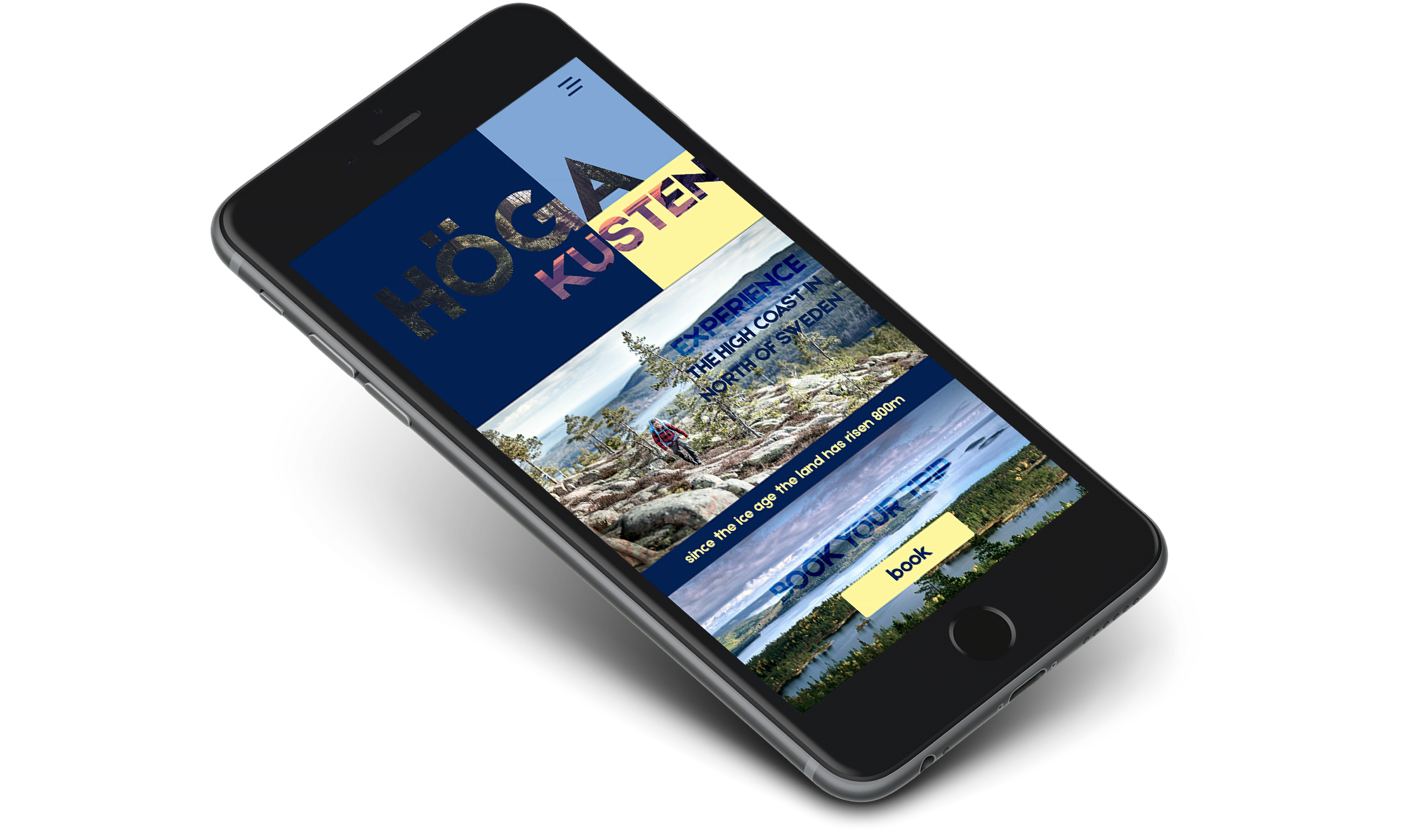 HÖGA
KUSTEN
EXPERIENCE
THE HIGH COAST IN
NORTH OF SWEDEN
since the ice age the land has risen 800m
BOOK YOUR TRIP
book